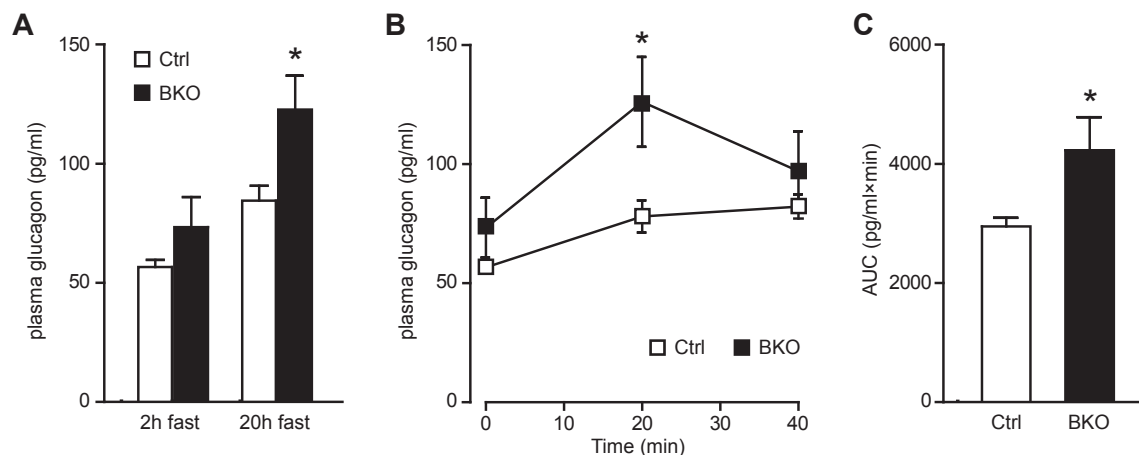 A
150
100
50
0
plasma glucagon (pg/ml)
Ctrl
BKO
*
2h fast
20h fast
B
150
100
50
0
plasma glucagon (pg/ml)
*
Ctrl
BKO
0
10
20
30
40
Time (min)
C
6000
4000
2000
0
AUC (pg/ml×min)
*
Ctrl
BKO